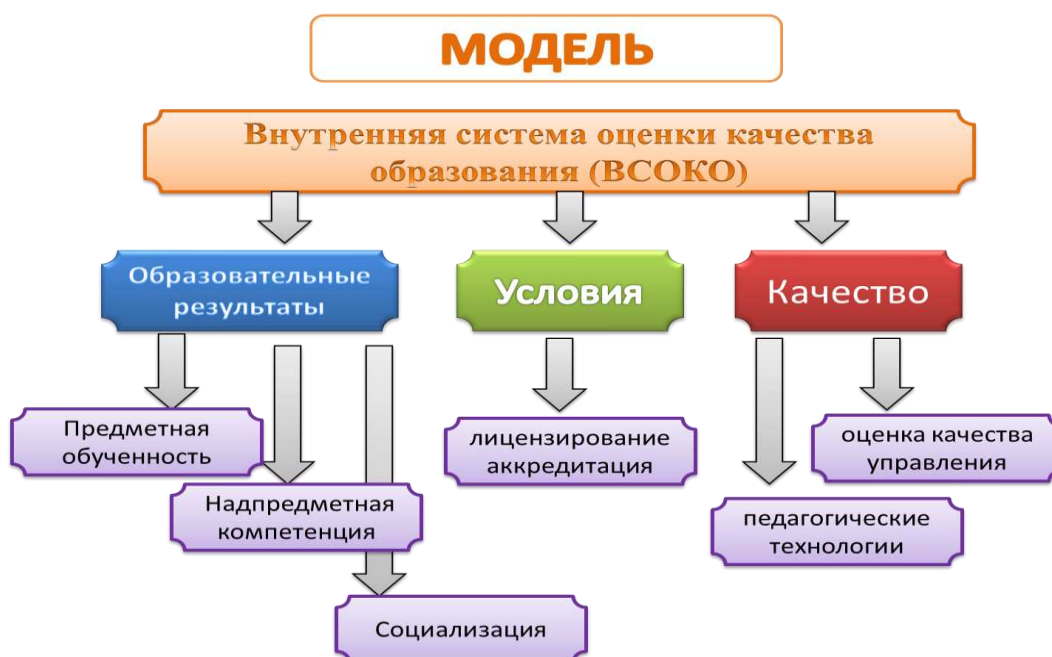 МОДЕЛЬ
Внутренняя система оценки качества
образования (ВСОКО)
Образовательные
результаты
Условия
Качество
Предметная
обученность
Надпредметная
компетенция
Социализация
лицензирование
аккредитация
оценка качества
управления
педагогические
технологии